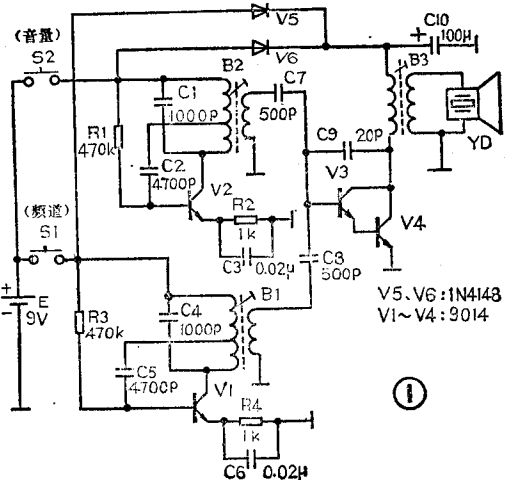 V5
C10
+
100μ
(音量)
S2
V6
B2
C7
B3
C1
1000P
500P
R1
470k
C9
20P
YD
C2
4700P
V3
V2
R2
V4
(频道)
S1
1k
C3
0.02μ
C8
500P
+
E
-
9V
B1
R3
470k
C4
1000P
V5、V6:1N4148
V1~V4:9014
C5
4700P
V1
R4
1k
①
C6
0.02μ